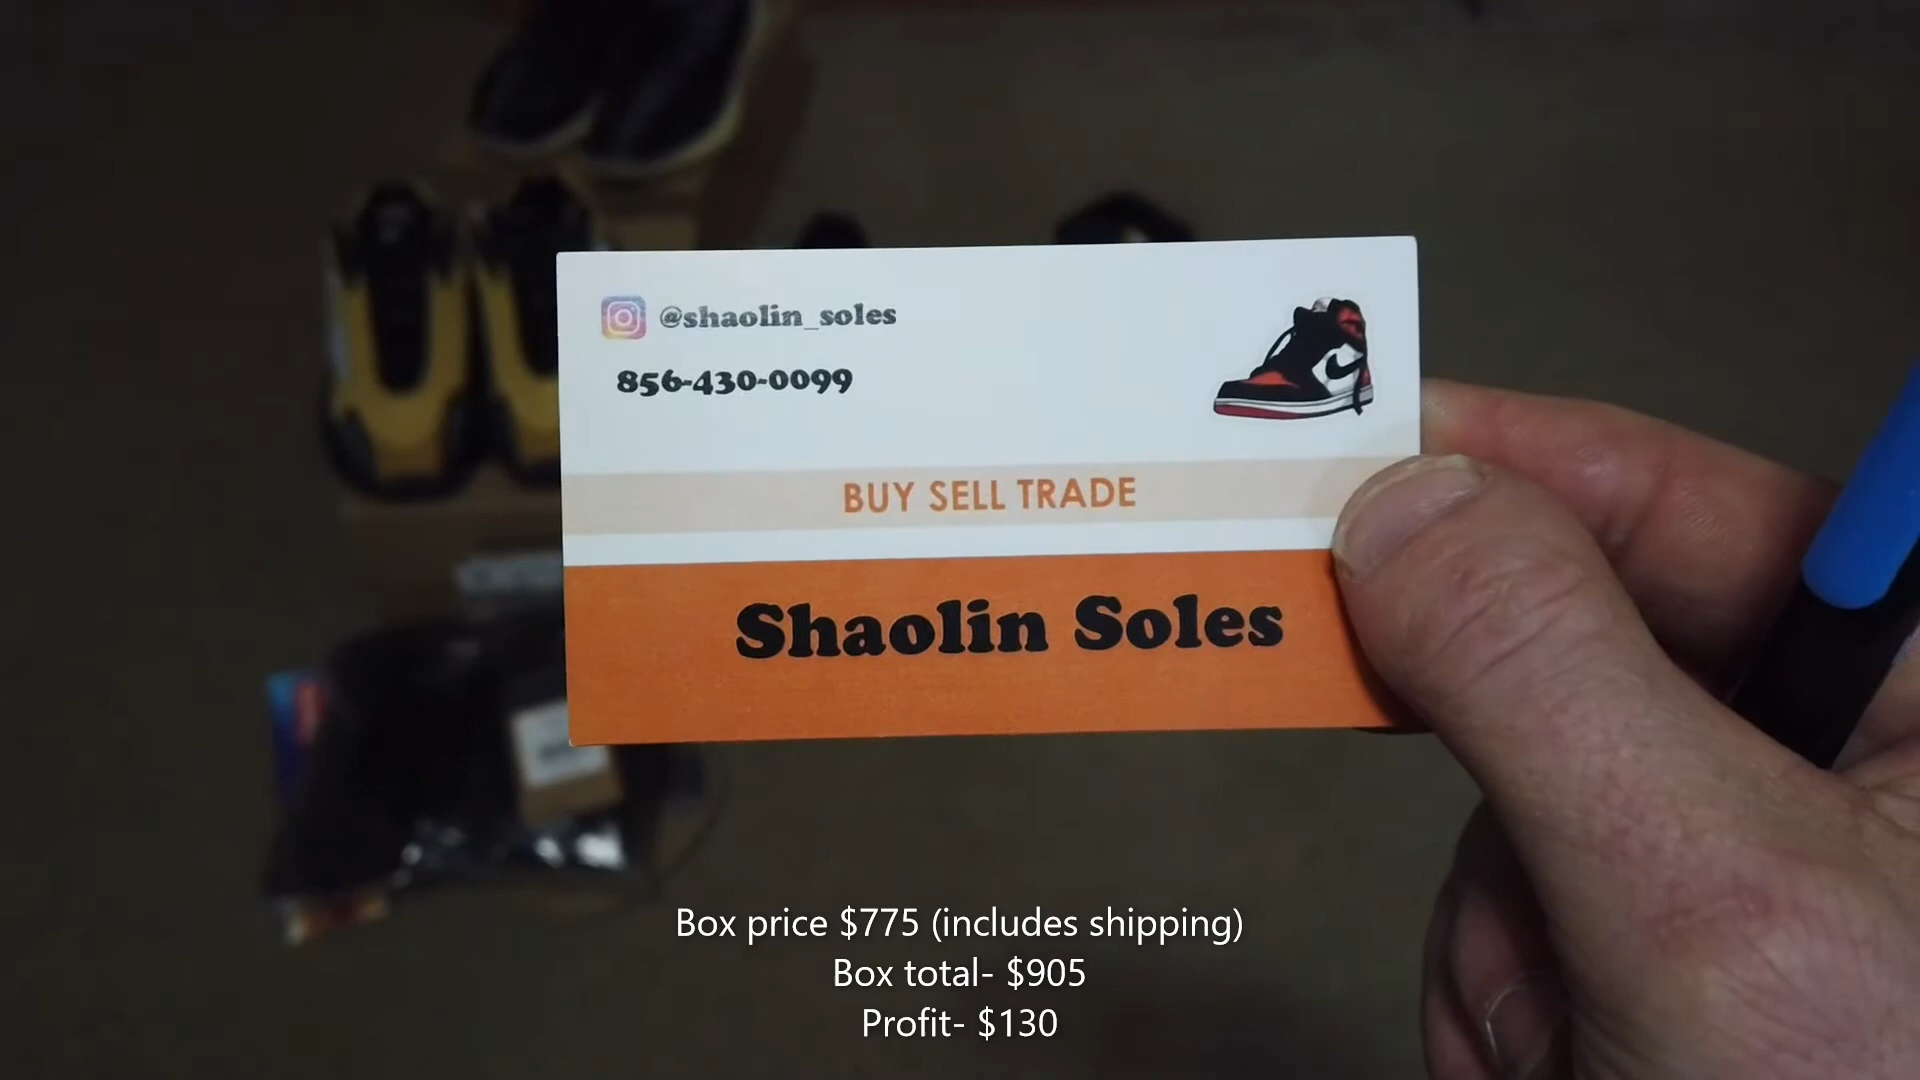 @shaolin_soles
856-430-0099
BUY SELL TRADE
Shaolin Soles
Box price $775 (includes shipping)
Box total- $905
Profit- $130